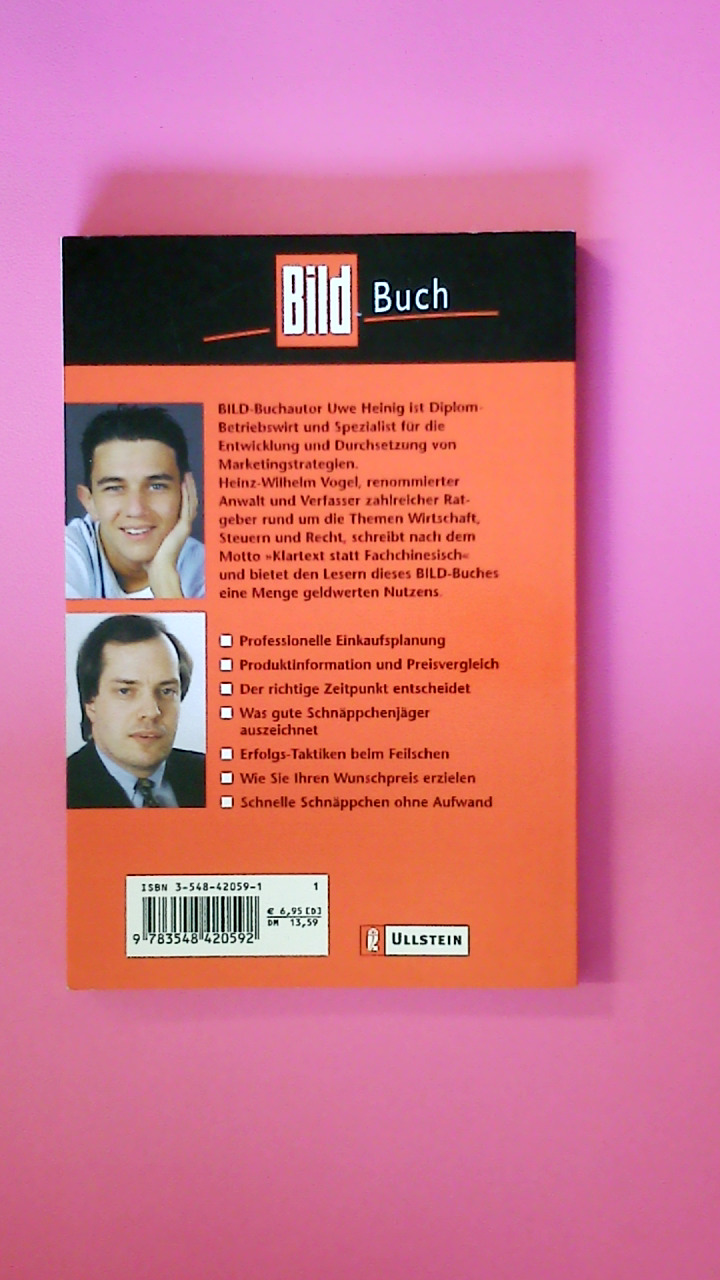 Bild Buch
BILD-Buchautor Uwe Heinig ist Diplom-
Betriebswirt und Spezialist für die
Entwicklung und Durchsetzung von
Marketingstrategien.
Heinz-Wilhelm Vogel, renommierter
Anwalt und Verfasser zahlreicher Rat-
geber rund um die Themen Wirtschaft,
Steuern und Recht, schreibt nach dem
Motto »Klartext statt Fachchinesisch«
und bietet den Lesern dieses BILD-Buches
eine Menge geldwerten Nutzens.
Professionelle Einkaufsplanung
Produktinformation und Preisvergleich
Der richtige Zeitpunkt entscheidet
Was gute Schnäppchenjäger
auszeichnet
Erfolgs-Taktiken beim Feilschen
Wie Sie Ihren Wunschpreis erzielen
Schnelle Schnäppchen ohne Aufwand
ISBN 3-548-42059-1 1
€ 6,95 [D]
DM 13,59
9 783548 420592
ULLSTEIN